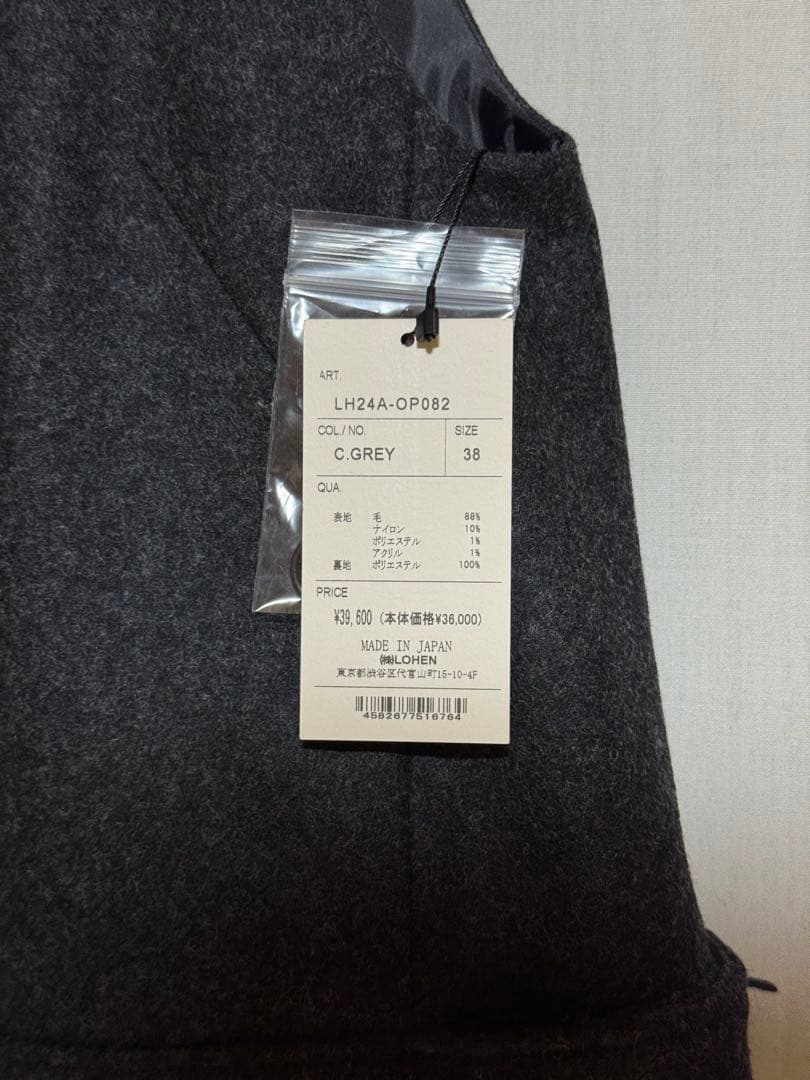 ART.
LH24A-OP082
COL./NO. SIZE
C.GREY 38
QUA.
表地 毛 88%
ナイロン 10%
ポリエステル 1%
アクリル 1%
裏地 ポリエステル 100%
PRICE
¥39,600 (本体価格¥36,000)
MADE IN JAPAN
㈱LOHEN
東京都渋谷区代官山町15-10-4F
4582677516764